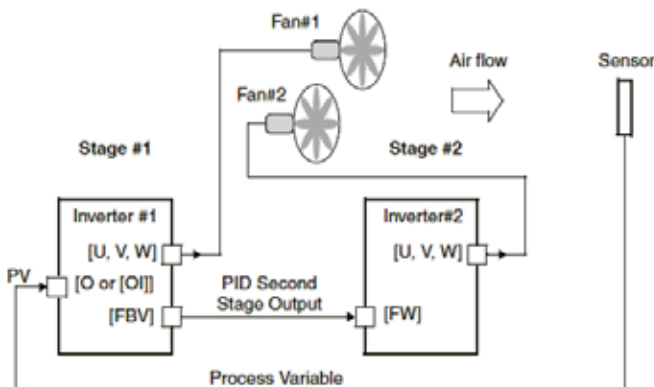 Fan#1
Air flow
Sensor
Fan#2
Stage #1
Stage #2
Inverter #1
Inverter#2
[U, V, W]
[U, V, W]
PV
[O or [OI]]
PID Second
Stage Output
[FBV]
[FW]
Process Variable